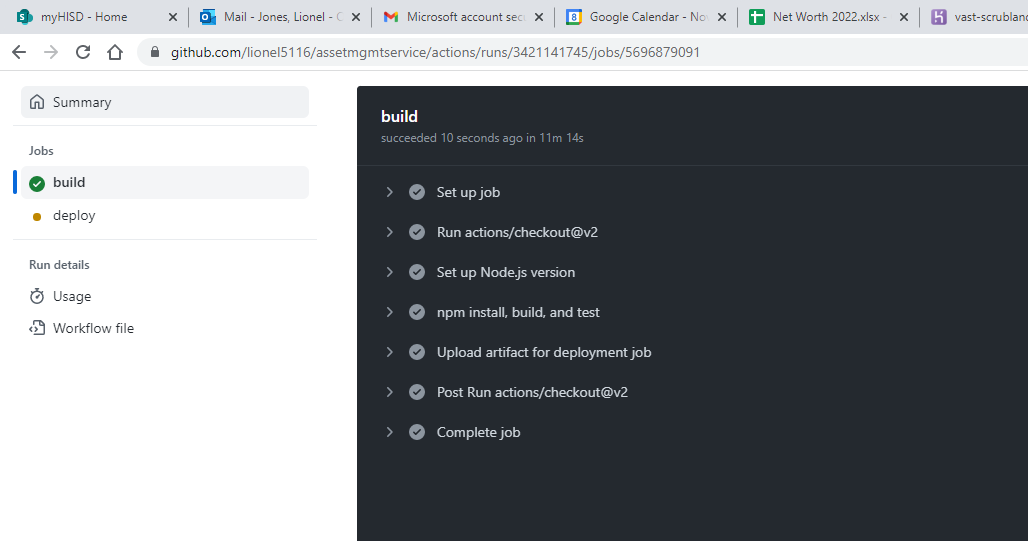 myHISD - Home
Mail - Jones, Lionel - 
Microsoft account sec
Google Calendar - No
Net Worth 2022.xlsx -
vast-scrublan
github.com/lionel5116/assetmgmtservice/actions/runs/3421141745/jobs/5696879091
Summary
Jobs
build
deploy
Run details
Usage
Workflow file
build
succeeded 10 seconds ago in 11m 14s
Set up job
Run actions/checkout@v2
Set up Node.js version
npm install, build, and test
Upload artifact for deployment job
Post Run actions/checkout@v2
Complete job